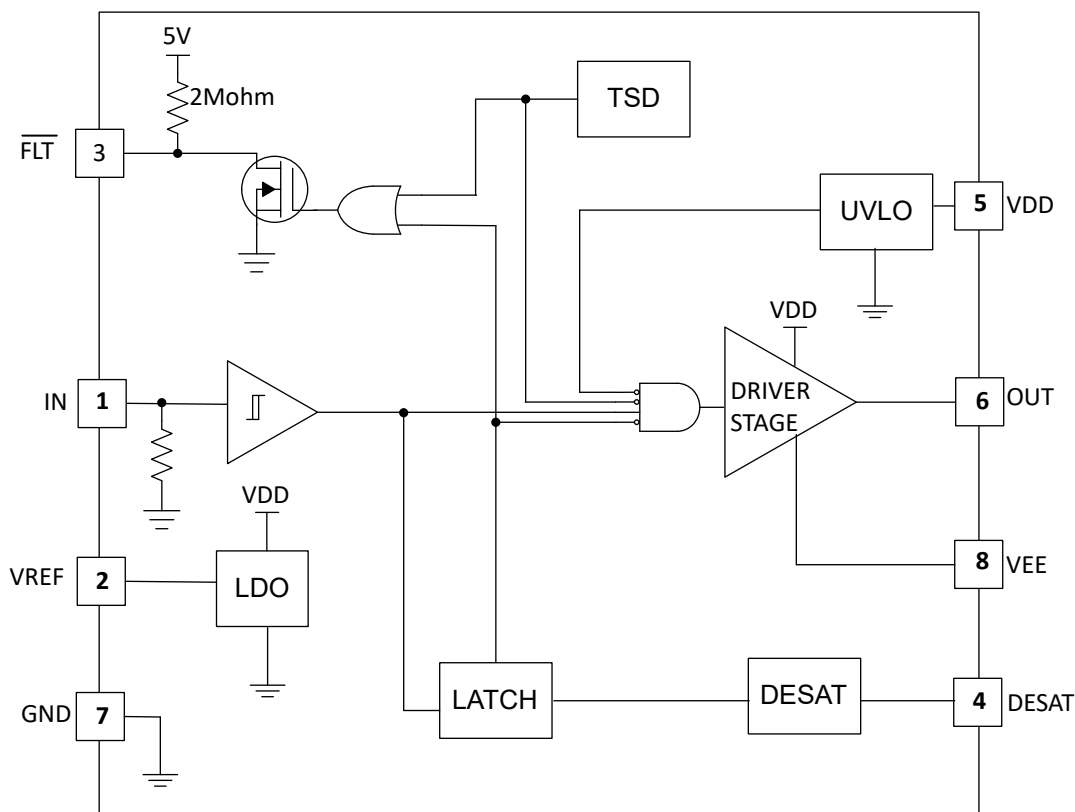 5V
2Mohm
TSD
FLT
3
UVLO
5
VDD
VDD
IN
1
DRIVER
STAGE
6
OUT
VDD
VREF
2
LDO
8
VEE
LATCH
DESAT
4
DESAT
GND
7